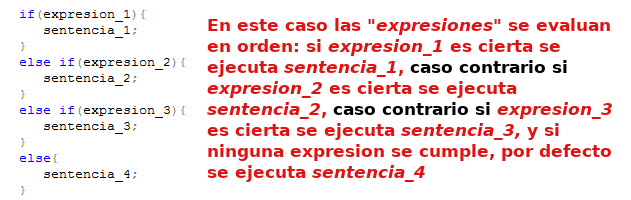 if(expresion_1){
sentencia_1;
}
else if(expresion_2){
sentencia_2;
}
else if(expresion_3){
sentencia_3;
}
else{
sentencia_4;
}
En este caso las "expresiones" se evaluan
en orden: si expresion_1 es cierta se
ejecuta sentencia_1, caso contrario si
expresion_2 es cierta se ejecuta
sentencia_2, caso contrario si expresion_3
es cierta se ejecuta sentencia_3, y si
ninguna expresion se cumple, por defecto
se ejecuta sentencia_4